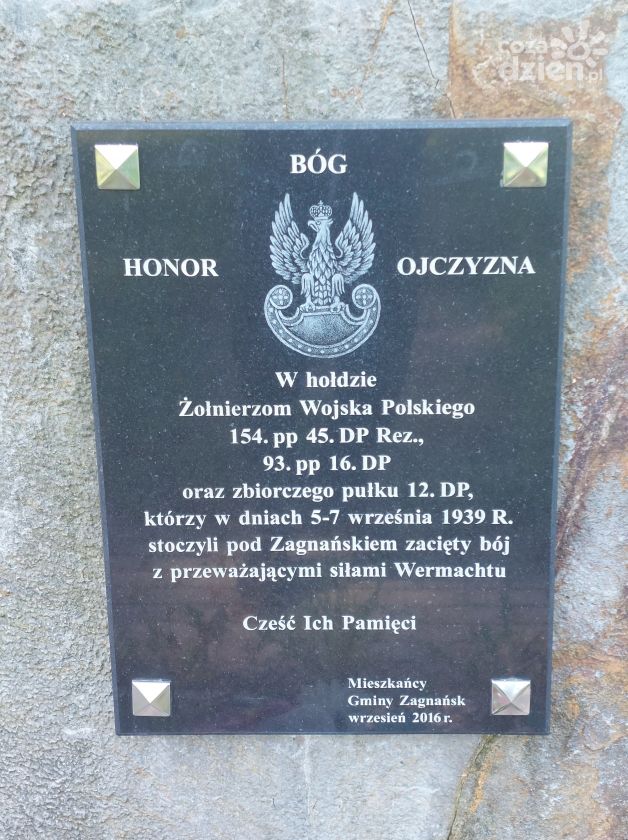 coza
dzień.pl
BÓG
HONOR OJCZYZNA
W hołdzie
Żołnierzom Wojska Polskiego
154. pp 45. DP Rez.,
93. pp 16. DP
oraz zbiorczego pułku 12. DP,
którzy w dniach 5-7 września 1939 R.
stoczyli pod Zagnańskiem zacięty bój
z przeważającymi siłami Wermachtu
Cześć Ich Pamięci
Mieszkańcy
Gminy Zagnańsk
wrzesień 2016 r.